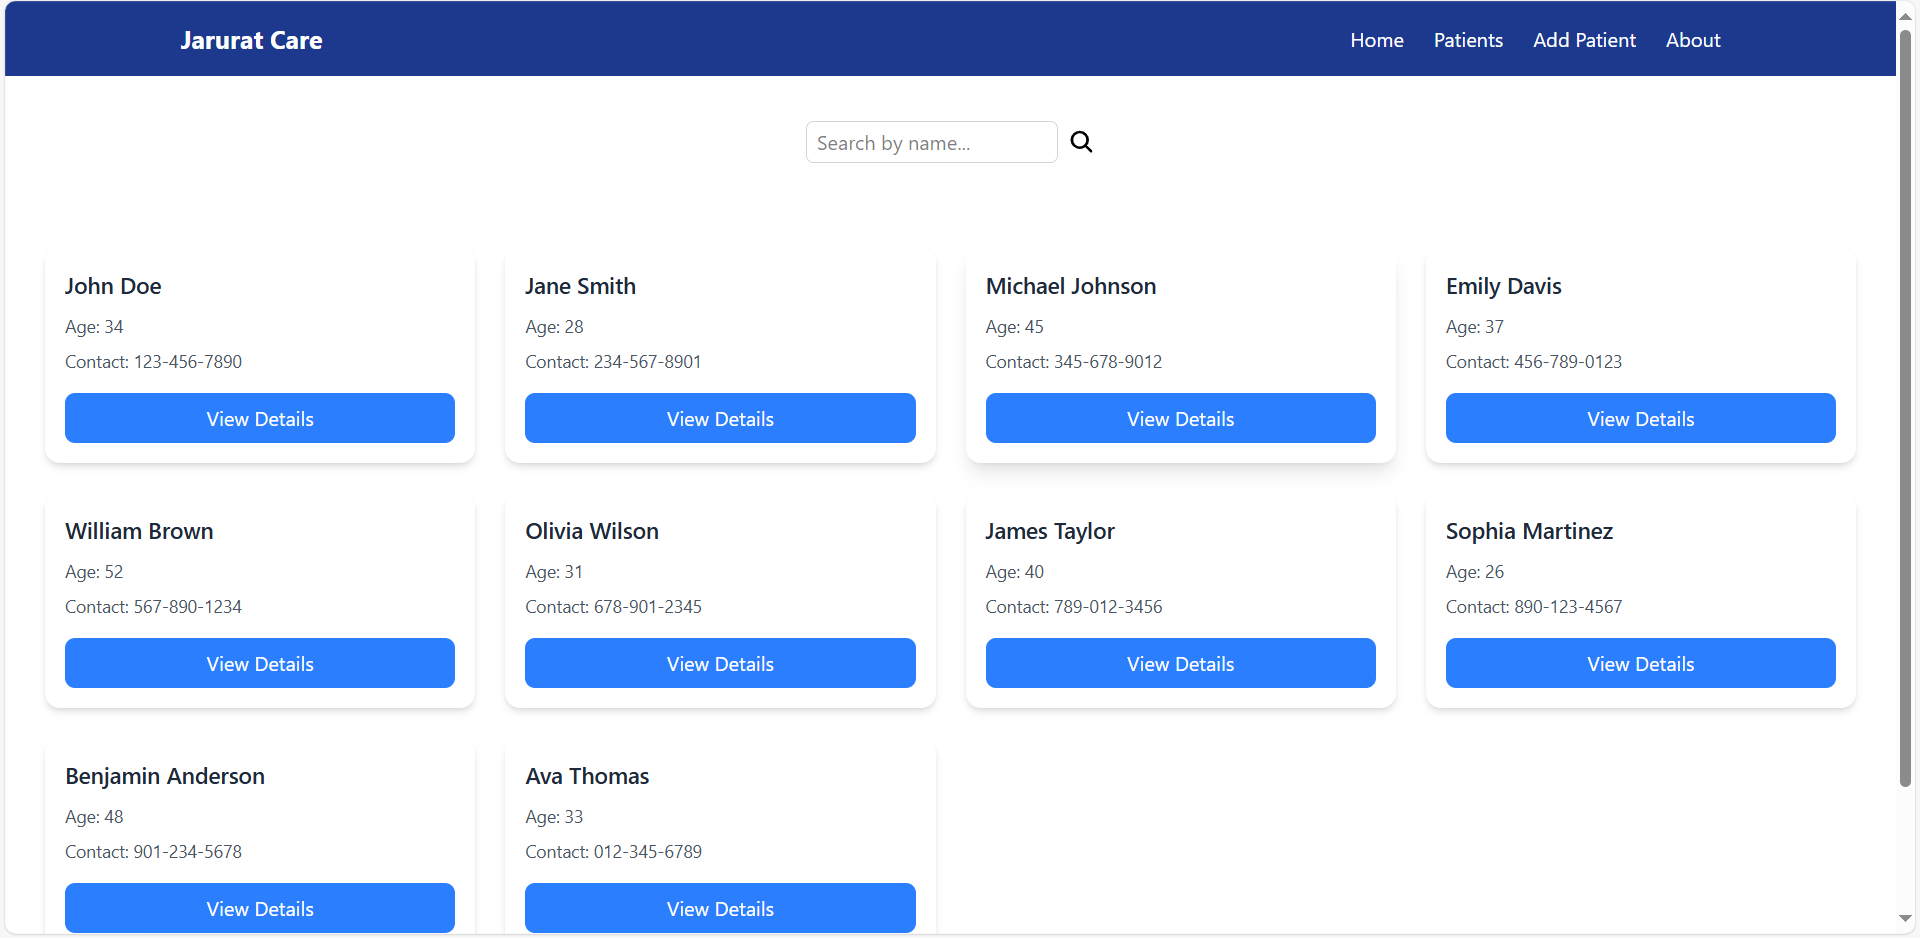 Jarurat Care
Home Patients Add Patient About
Search by name...
John Doe
Age: 34
Contact: 123-456-7890
View Details
Jane Smith
Age: 28
Contact: 234-567-8901
View Details
Michael Johnson
Age: 45
Contact: 345-678-9012
View Details
Emily Davis
Age: 37
Contact: 456-789-0123
View Details
William Brown
Age: 52
Contact: 567-890-1234
View Details
Olivia Wilson
Age: 31
Contact: 678-901-2345
View Details
James Taylor
Age: 40
Contact: 789-012-3456
View Details
Sophia Martinez
Age: 26
Contact: 890-123-4567
View Details
Benjamin Anderson
Age: 48
Contact: 901-234-5678
View Details
Ava Thomas
Age: 33
Contact: 012-345-6789
View Details